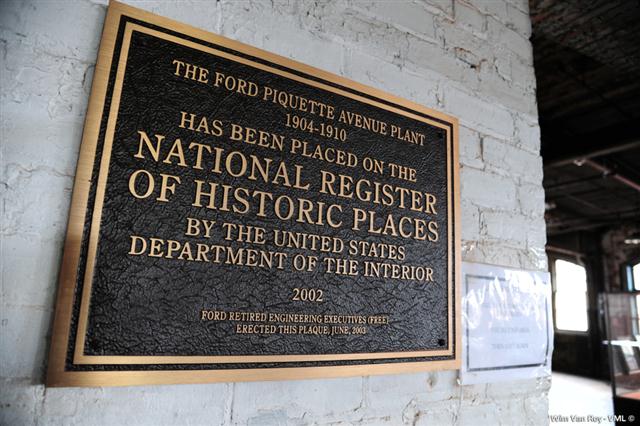 THE FORD PIQUETTE AVENUE PLANT
1904-1910
HAS BEEN PLACED ON THE
NATIONAL REGISTER
OF HISTORIC PLACES
BY THE UNITED STATES
DEPARTMENT OF THE INTERIOR
2002
FORD RETIRED ENGINEERING EXECUTIVES (FREE)
ERECTED THIS PLAQUE, JUNE, 2003
Wim Van Roy - VML ©